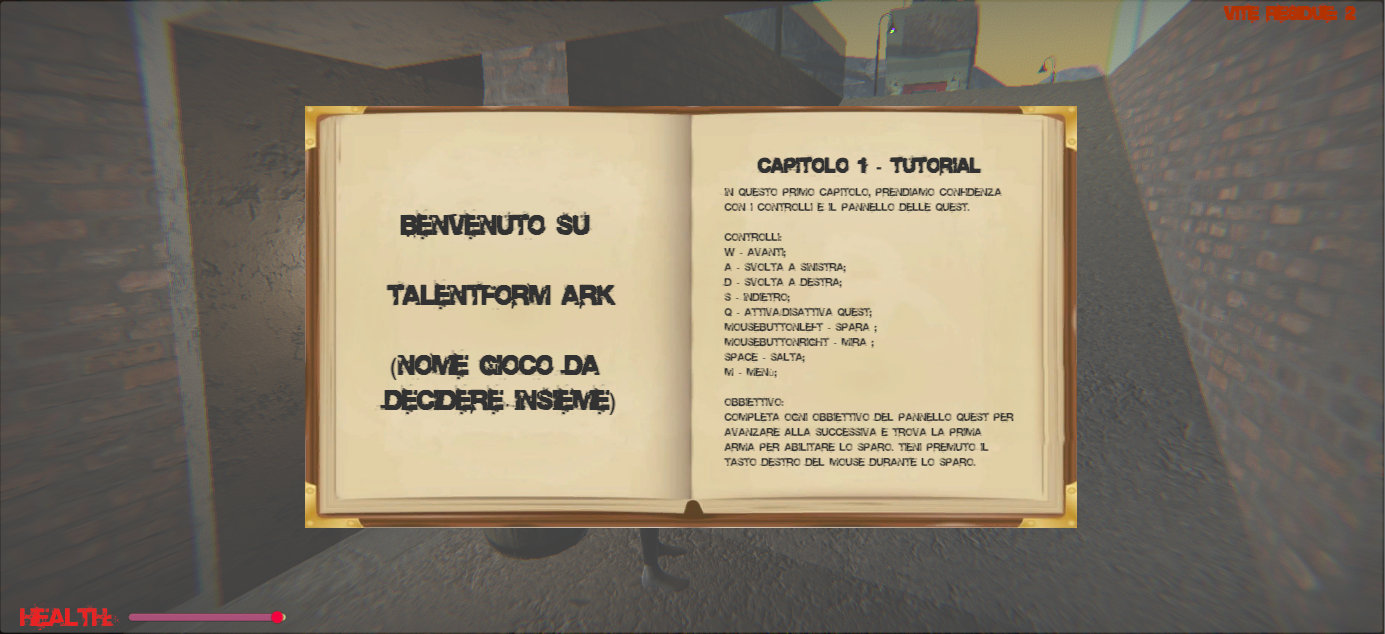 VITE RESIDUE: 2
BENVENUTO SU
TALENTFORM ARK
(NOME GIOCO DA
DECIDERE INSIEME)
CAPITOLO 1 - TUTORIAL
IN QUESTO PRIMO CAPITOLO, PRENDIAMO CONFIDENZA
CON I CONTROLLI E IL PANNELLO DELLE QUEST.
CONTROLLI:
W - AVANTI;
A - SVOLTA A SINISTRA;
D - SVOLTA A DESTRA;
S - INDIETRO;
Q - ATTIVA/DISATTIVA QUEST;
MOUSEBUTTONLEFT - SPARA ;
MOUSEBUTTONRIGHT - MIRA ;
SPACE - SALTA;
M - MENù;
OBBIETTIVO:
COMPLETA OGNI OBBIETTIVO DEL PANNELLO QUEST PER
AVANZARE ALLA SUCCESSIVA E TROVA LA PRIMA
ARMA PER ABILITARE LO SPARO. TIENI PREMUTO IL
TASTO DESTRO DEL MOUSE DURANTE LO SPARO.
HEALTH: